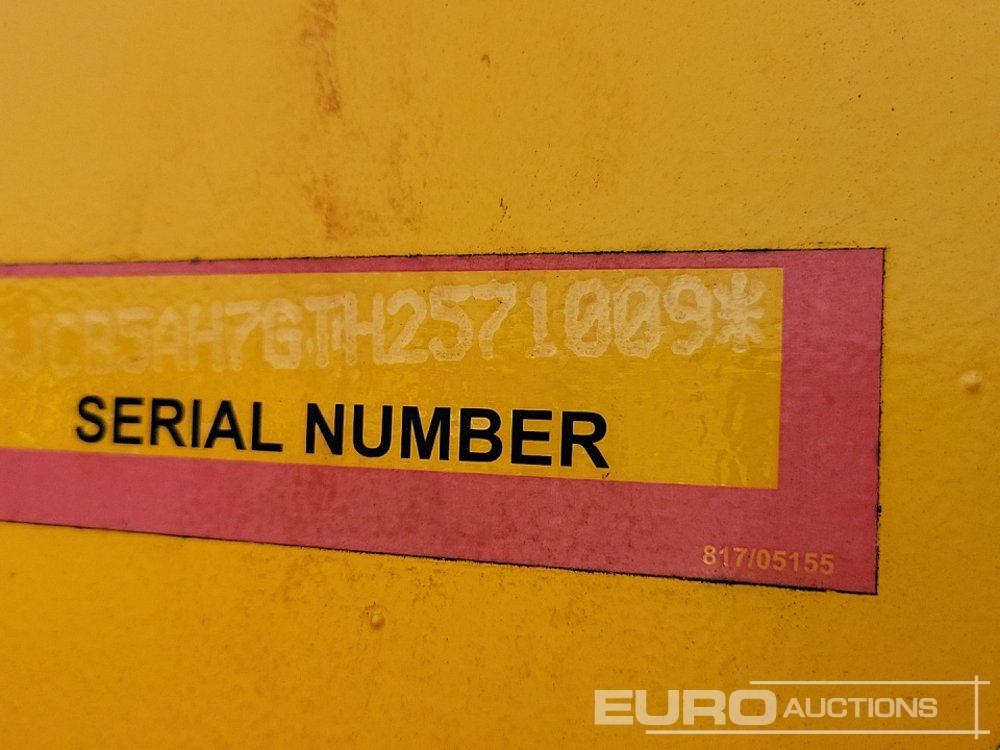 JCB5AH7GTH2571009*
SERIAL NUMBER
817/05155
EURO AUCTIONS